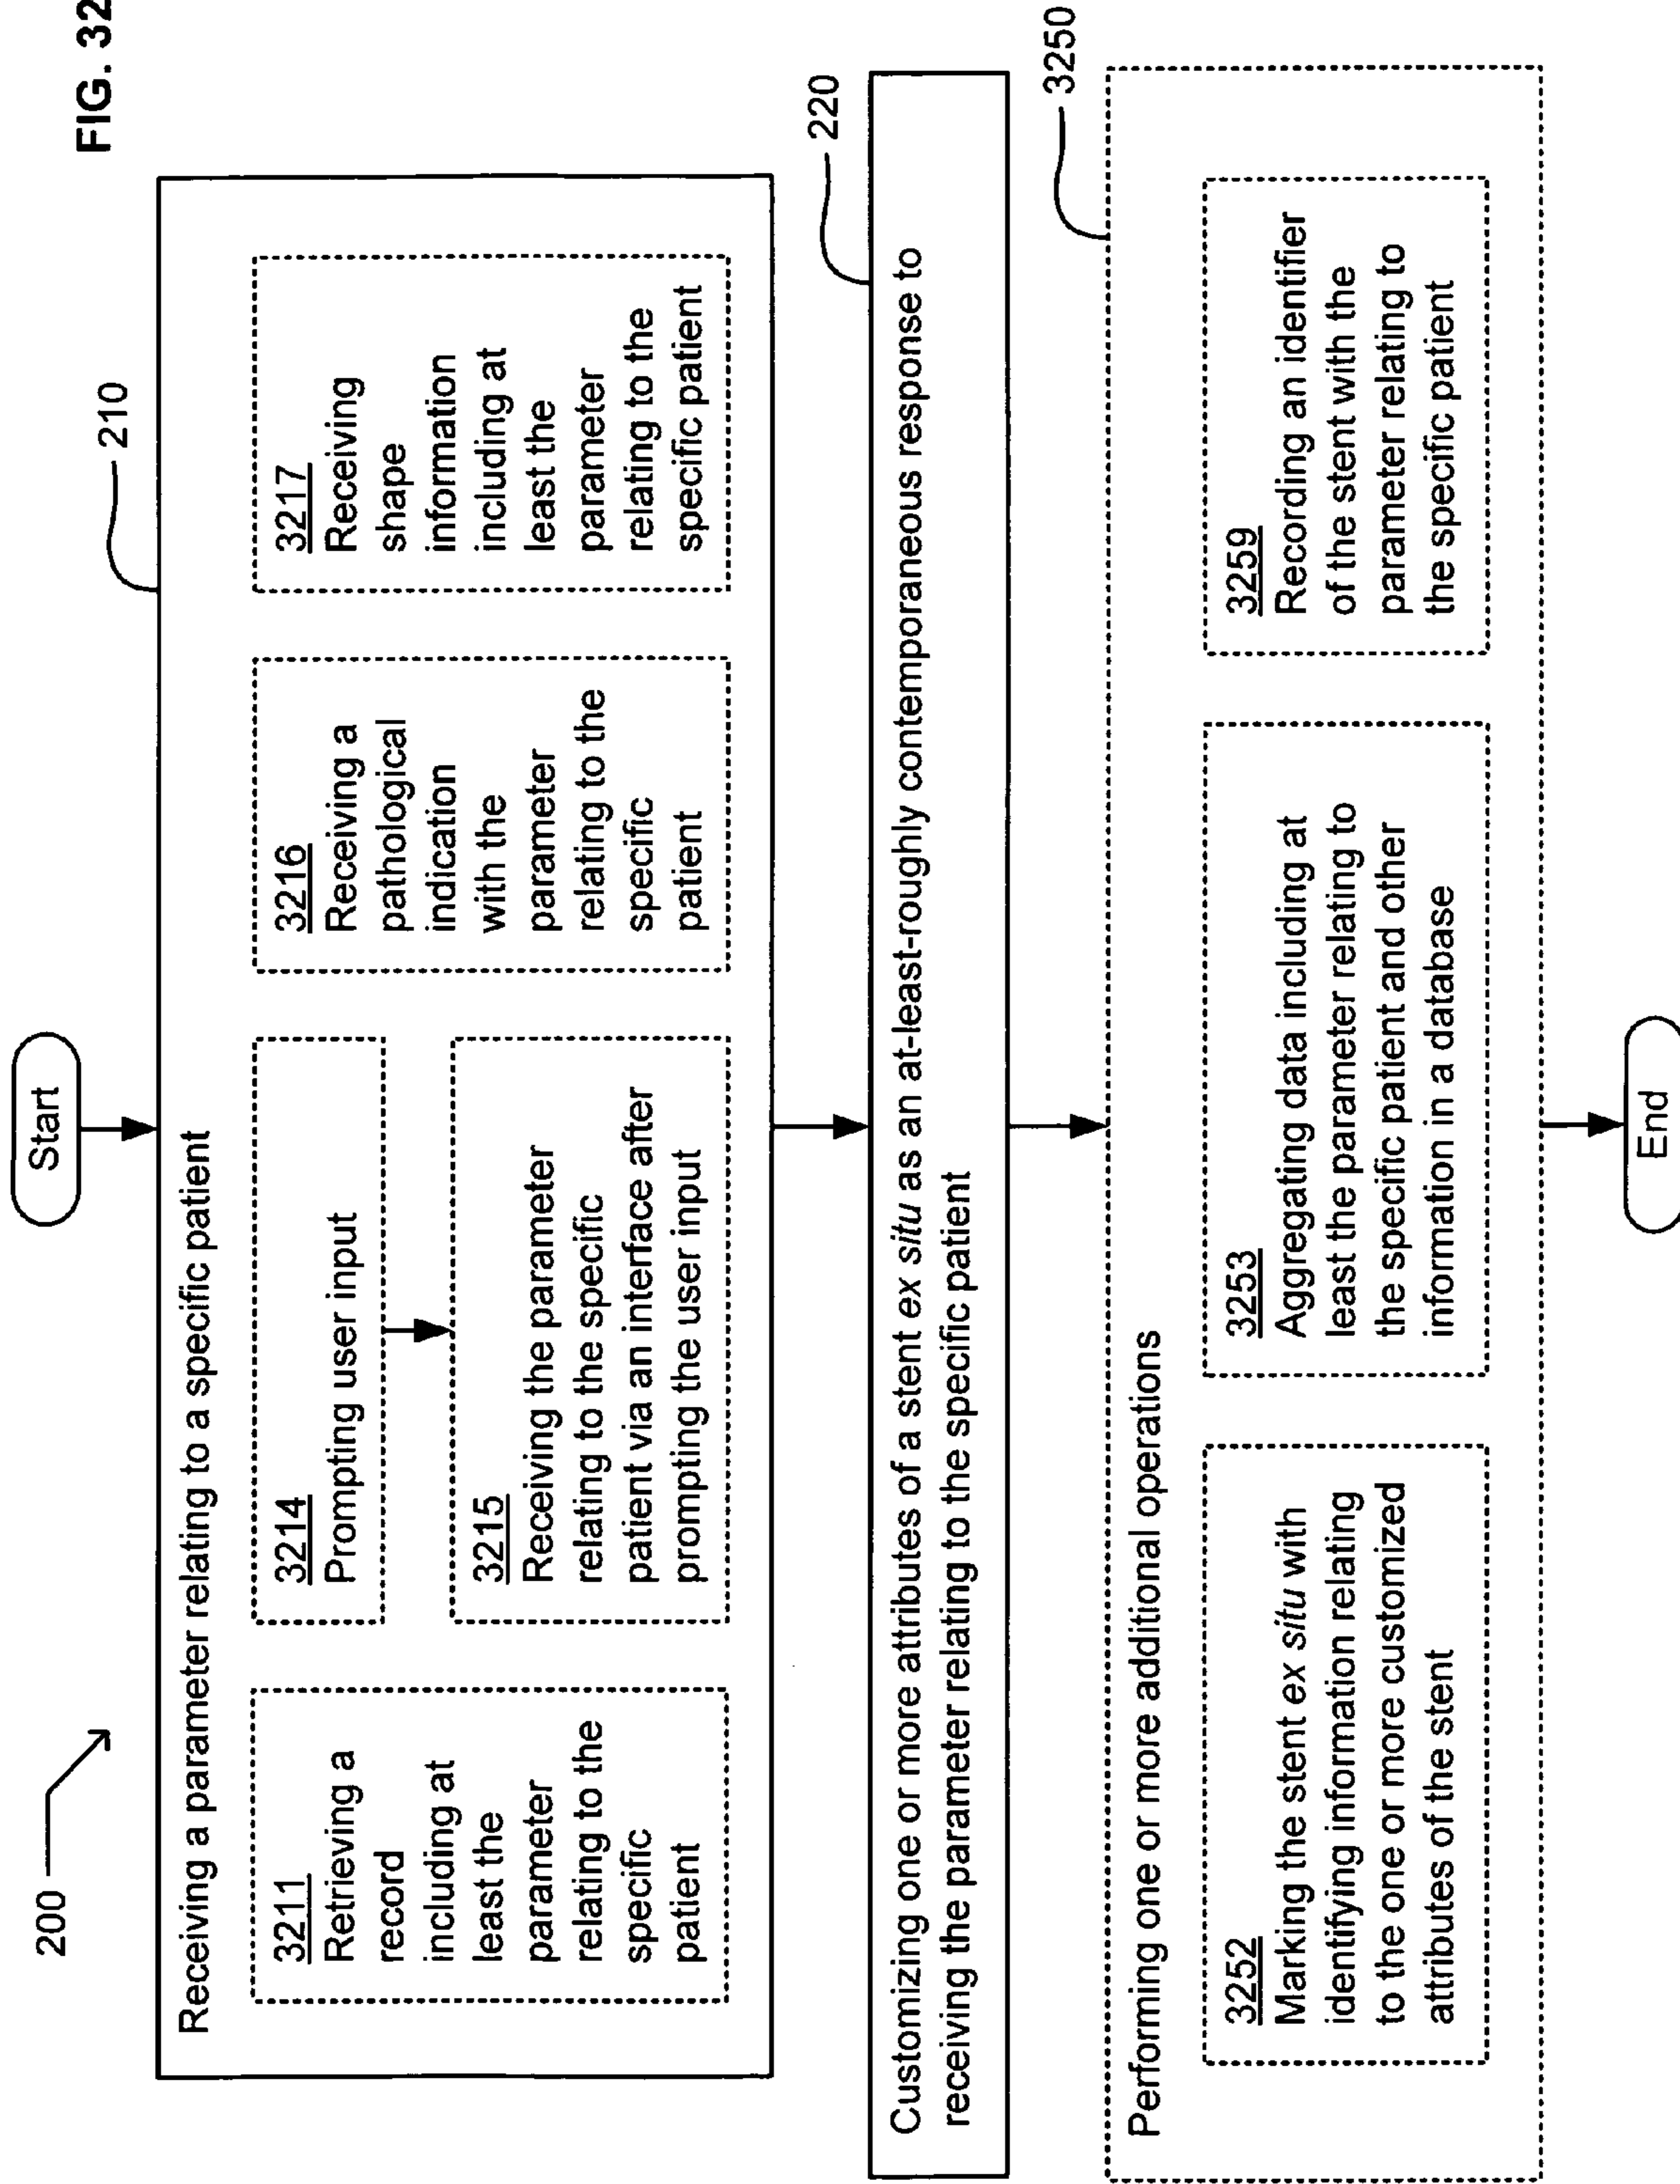 FIG. 32
200
Start
210
Receiving a parameter relating to a specific patient
3211
Retrieving a
record
including at
least the
parameter
relating to the
specific
patient
3214
Prompting user input
3215
Receiving the parameter
relating to the specific
patient via an interface after
prompting the user input
3216
Receiving a
pathological
indication
with the
parameter
relating to the
specific
patient
3217
Receiving
shape
information
including at
least the
parameter
relating to the
specific patient
220
Customizing one or more attributes of a stent ex situ as an at-least-roughly contemporaneous response to
receiving the parameter relating to the specific patient
3250
Performing one or more additional operations
3252
Marking the stent ex situ with
identifying information relating
to the one or more customized
attributes of the stent
3253
Aggregating data including at
least the parameter relating to
the specific patient and other
information in a database
3259
Recording an identifier
of the stent with the
parameter relating to
the specific patient
End